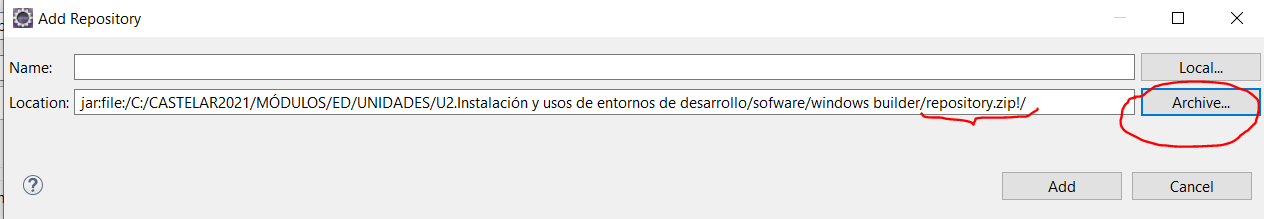 Add Repository
Name:
Local...
Location: jar:file:/C:/CASTELAR2021/MÓDULOS/ED/UNIDADES/U2.Instalación y usos de entornos de desarrollo/sofware/windows builder/repository.zip!/
Archive...
?
Add
Cancel